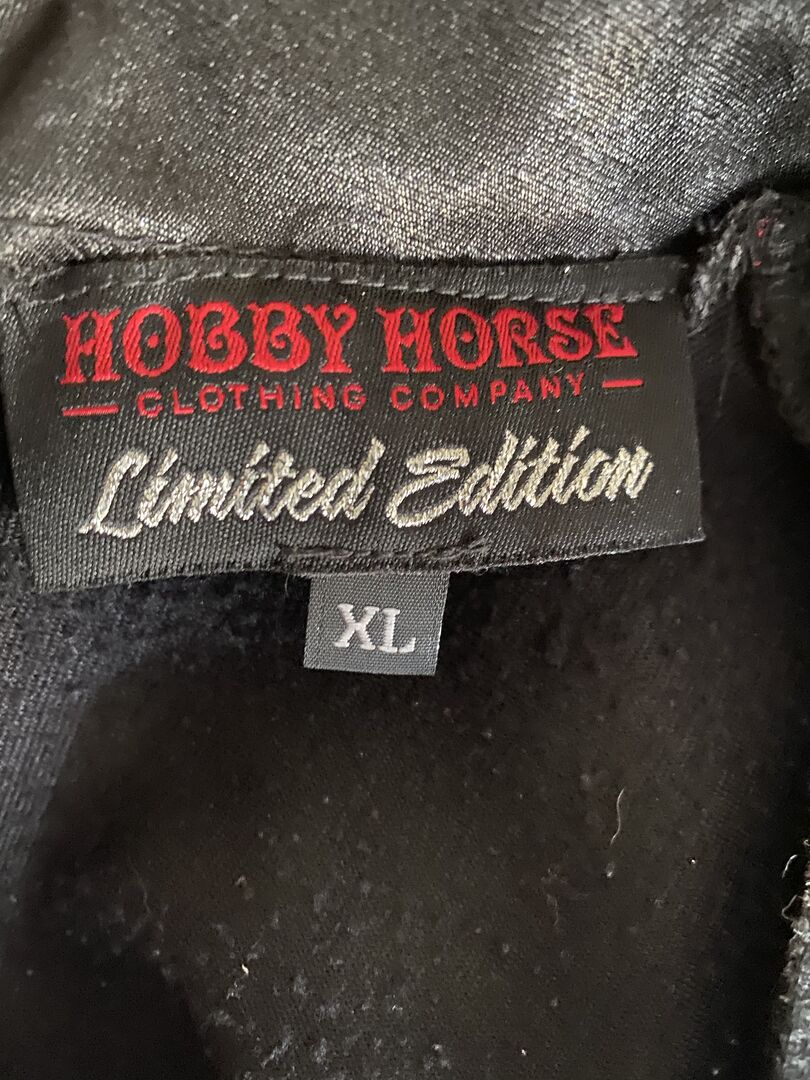 HOBBY HORSE
CLOTHING COMPANY
Limited Edition
XL